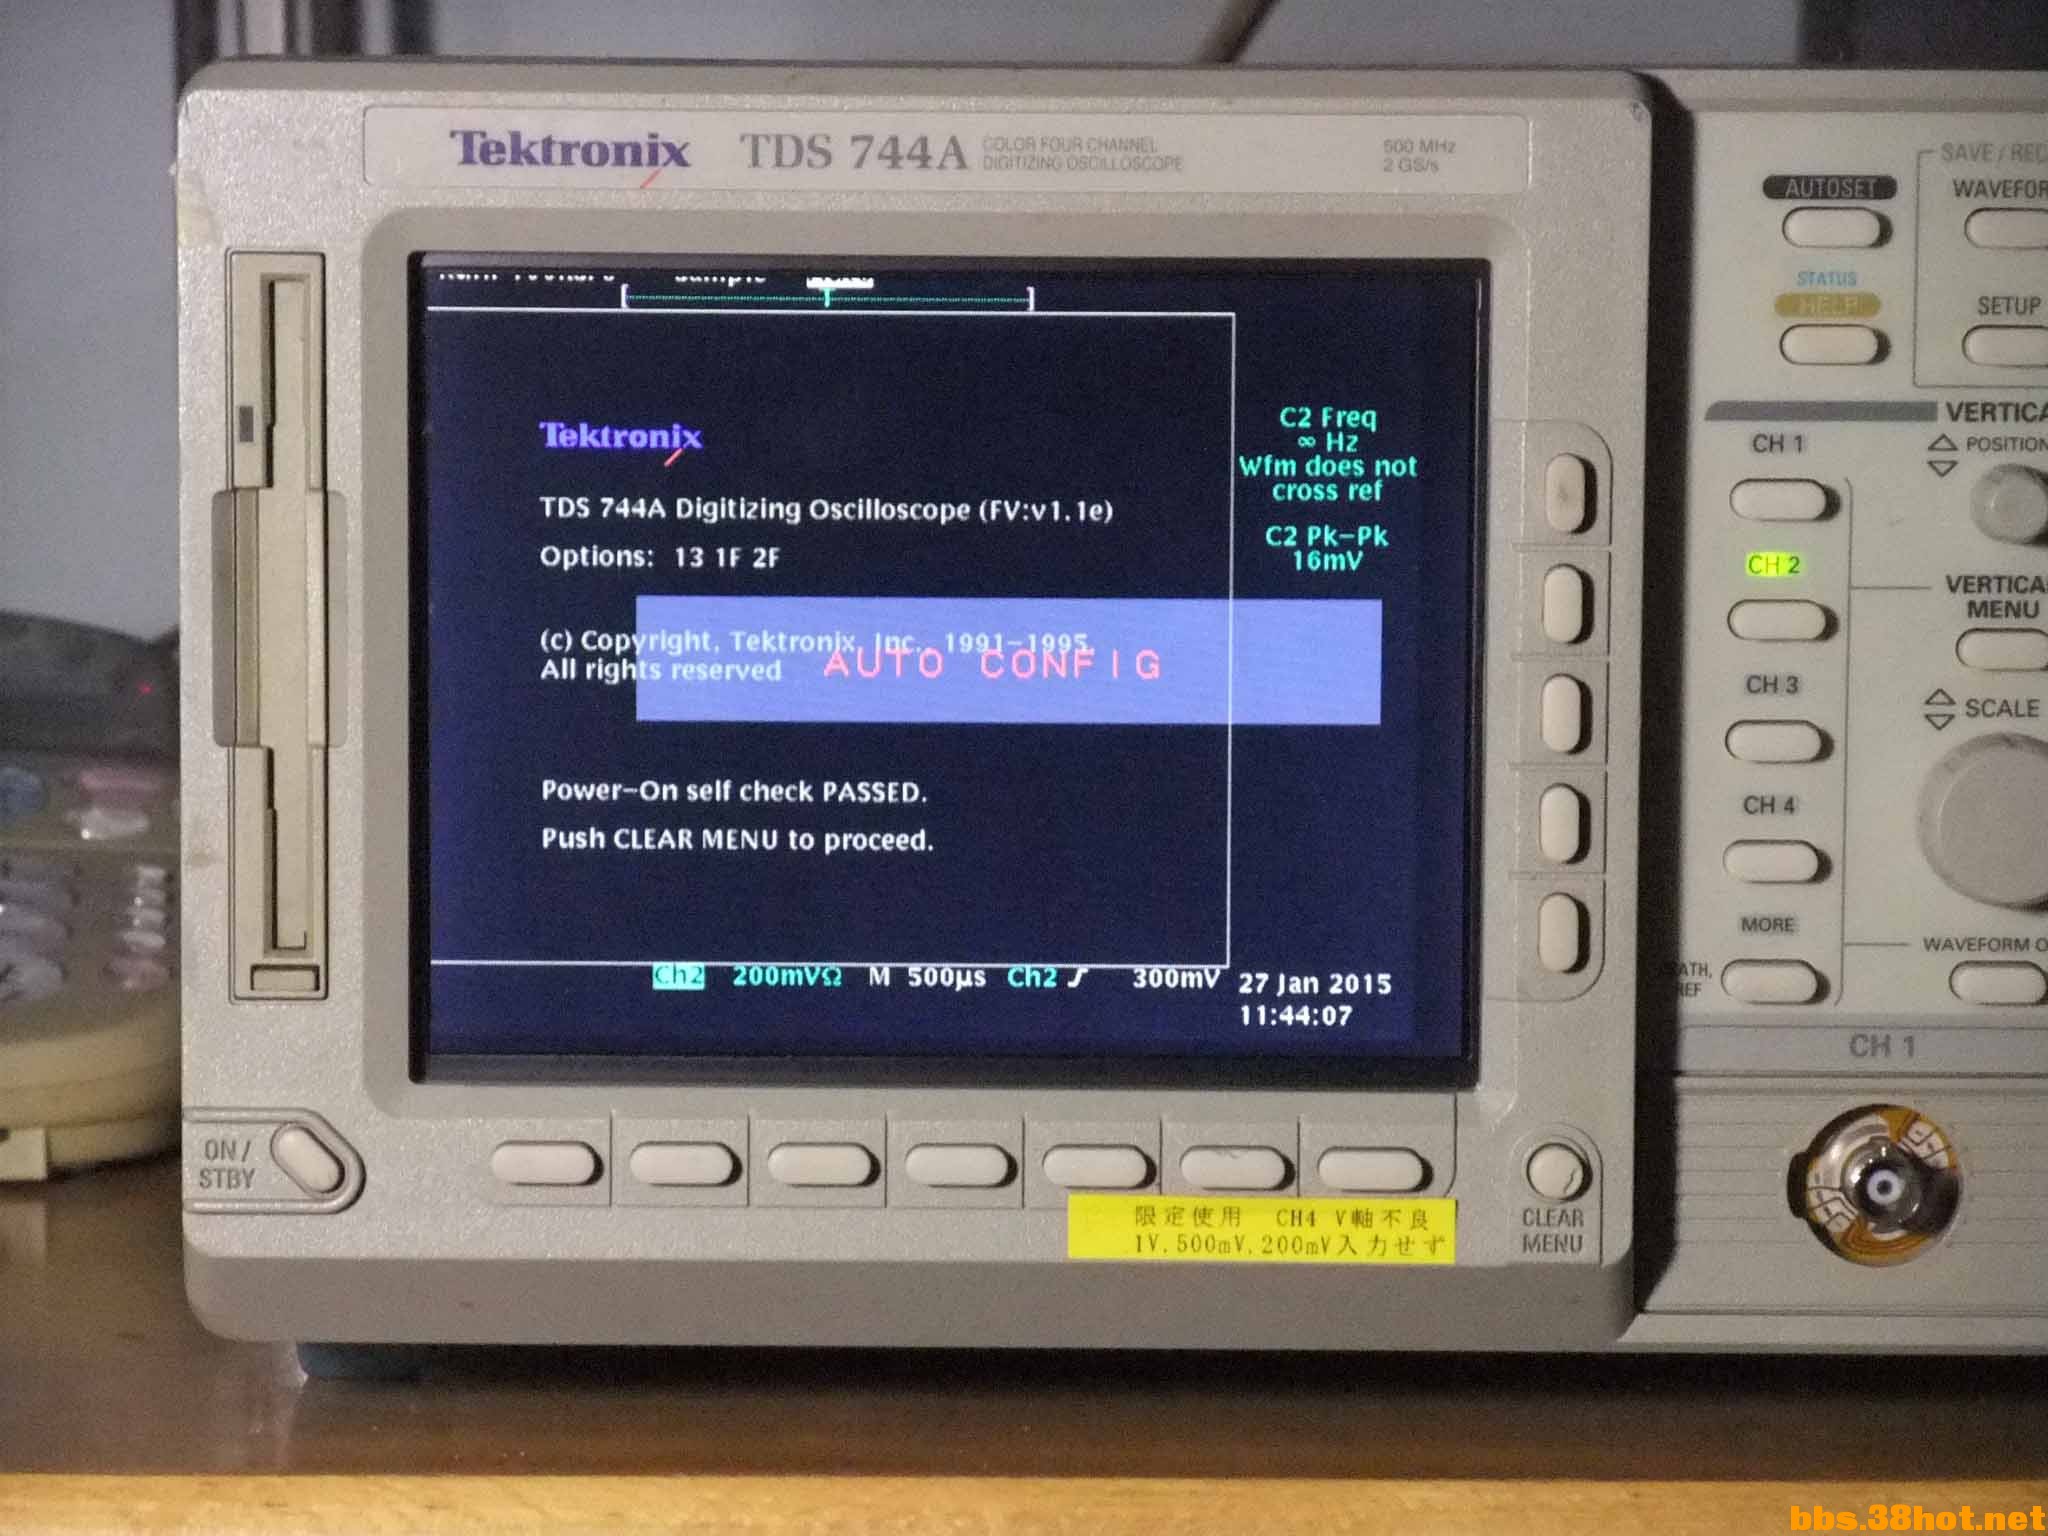 Tektronix TDS 744A COLOR FOUR CHANNEL
DIGITIZING OSCILLOSCOPE
500 MHz
2 GS/s
Tektronix
TDS 744A Digitizing Oscilloscope (FV:v1.1e)
Options: 13 1F 2F
(c) Copyright, Tektronix, Inc., 1991-1995.
All rights reserved
AUTO CONFIG
Power-On self check PASSED.
Push CLEAR MENU to proceed.
C2 Freq
∞ Hz
Wfm does not
cross ref
C2 Pk-Pk
16mV
Ch2 200mVΩ M 500µs Ch2 ⨍ 300mV
27 Jan 2015
11:44:07
ON /
STBY
限定使用 CH4 V軸不良
1V.500mV.200mV入力せず
CLEAR
MENU
AUTOSET
STATUS
HELP
SAVE /
SETUP
CH 1
CH 2
CH 3
CH 4
MORE
POSITION
MENU
SCALE
WAVEFORM
CH 1
bbs.38hot.net